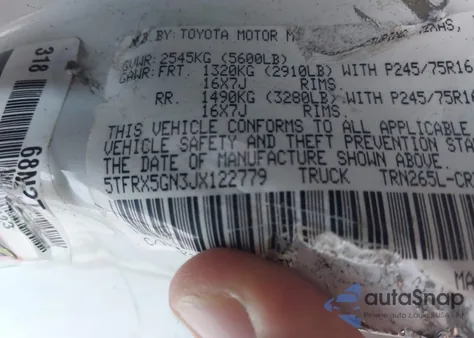 BY: TOYOTA MOTOR M
GVWR: 2545KG (5600LB)
GAWR: FRT. 1320KG (2910LB) WITH P245/75R16
16X7J RIMS.
RR. 1490KG (3280LB) WITH P245/75R16
16X7J RIMS.
THIS VEHICLE CONFORMS TO ALL APPLICABLE
VEHICLE SAFETY AND THEFT PREVENTION STA
THE DATE OF MANUFACTURE SHOWN ABOVE.
5TFRX5GN3JX122779 TRUCK TRN265L-CR
318
68
MA
autoSnap